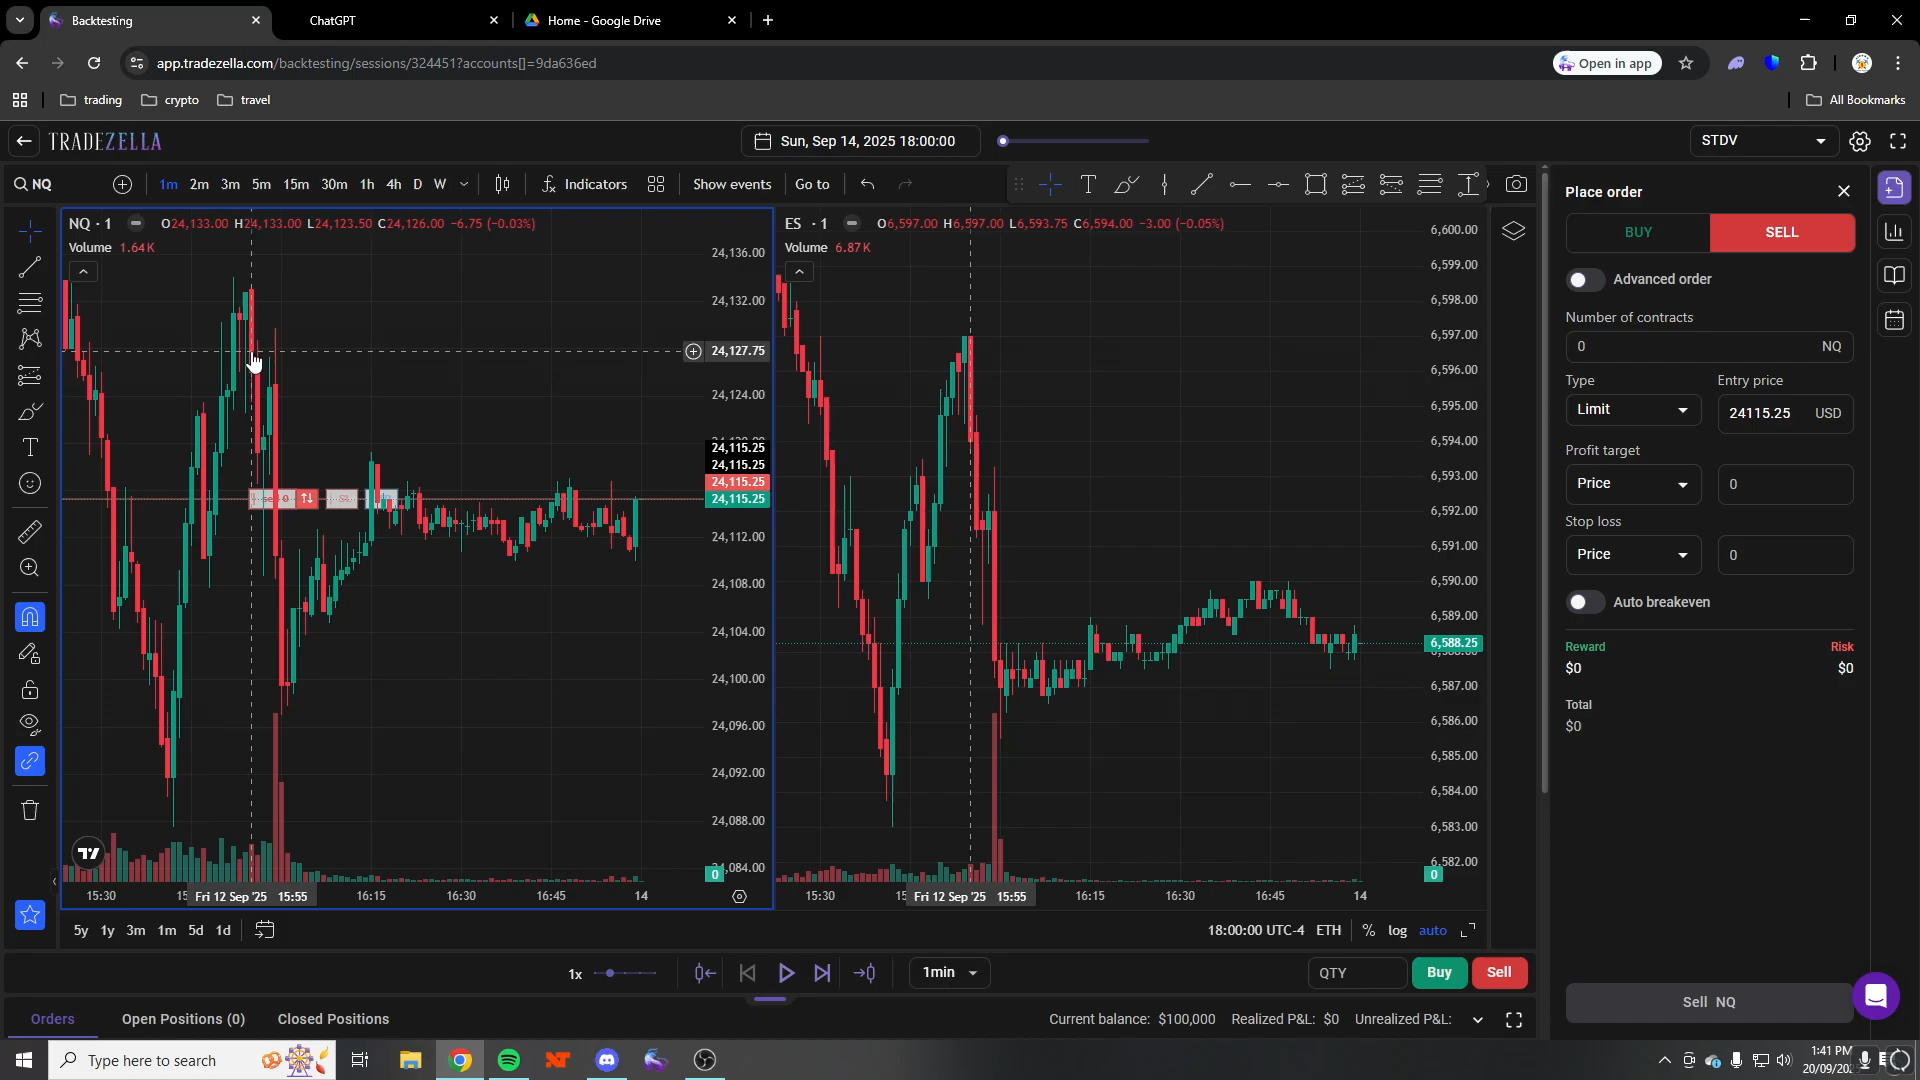 Backtesting
ChatGPT
Home - Google Drive
app.tradezella.com/backtesting/sessions/324451?accounts[]=9da636ed
Open in app
trading
crypto
travel
All Bookmarks
TRADEZELLA
Sun, Sep 14, 2025 18:00:00
STDV
NQ
1m 2m 3m 5m 15m 30m 1h 4h D W
Indicators
Show events
Go to
NQ · 1 O24,133.00 H24,133.00 L24,123.50 C24,126.00 -6.75 (-0.03%)
Volume 1.64K
24,136.00
24,132.00
24,127.75
24,124.00
24,115.25
24,115.25
24,115.25
24,115.25
24,112.00
24,108.00
24,104.00
24,100.00
24,096.00
24,092.00
24,088.00
24,084.00
0
15:30
Fri 12 Sep '25 15:55
16:15
16:30
16:45
14
ES · 1 O6,597.00 H6,597.00 L6,593.75 C6,594.00 -3.00 (-0.05%)
Volume 6.87K
6,600.00
6,599.00
6,598.00
6,597.00
6,596.00
6,595.00
6,594.00
6,593.00
6,592.00
6,591.00
6,590.00
6,589.00
6,588.25
6,587.00
6,586.00
6,585.00
6,584.00
6,583.00
6,582.00
0
15:30
Fri 12 Sep '25 15:55
16:15
16:30
16:45
14
5y 1y 3m 1m 5d 1d
18:00:00 UTC-4 ETH % log auto
1x
1min
QTY
Buy
Sell
Orders
Open Positions (0)
Closed Positions
Current balance: $100,000 Realized P&L: $0 Unrealized P&L:
Place order
BUY
SELL
Advanced order
Number of contracts
0 NQ
Type
Entry price
Limit
24115.25 USD
Profit target
Price
0
Stop loss
Price
0
Auto breakeven
Reward
Risk
$0
$0
Total
$0
Sell NQ
Type here to search
1:41 PM